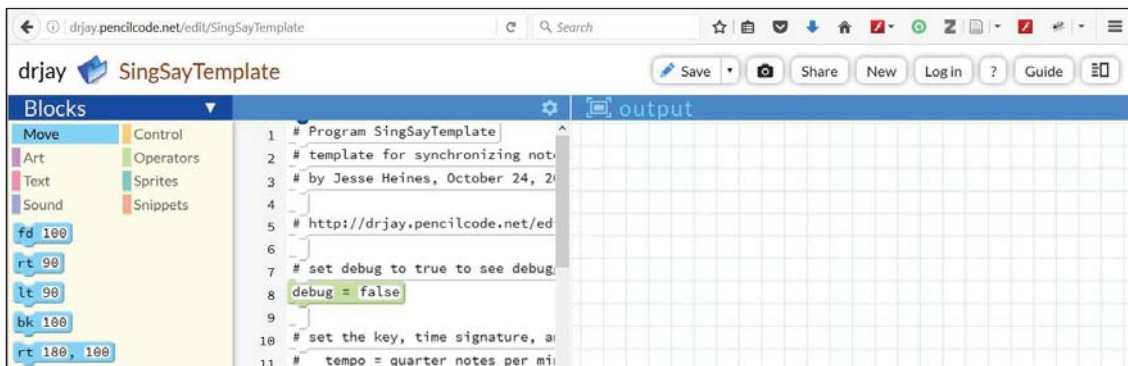 drjay.pencilcode.net/edit/SingSayTemplate
Search
drjay SingSayTemplate
Save Share New Log in ? Guide
Blocks
output
Move Control
Art Operators
Text Sprites
Sound Snippets
fd 100
rt 90
lt 90
bk 100
rt 180, 100
1 # Program SingSayTemplate
2 # template for synchronizing not
3 # by Jesse Heines, October 24, 2
4
5 # http://drjay.pencilcode.net/ed
6
7 # set debug to true to see debug
8 debug = false
9
10 # set the key, time signature, a
11 # tempo = quarter notes per mi